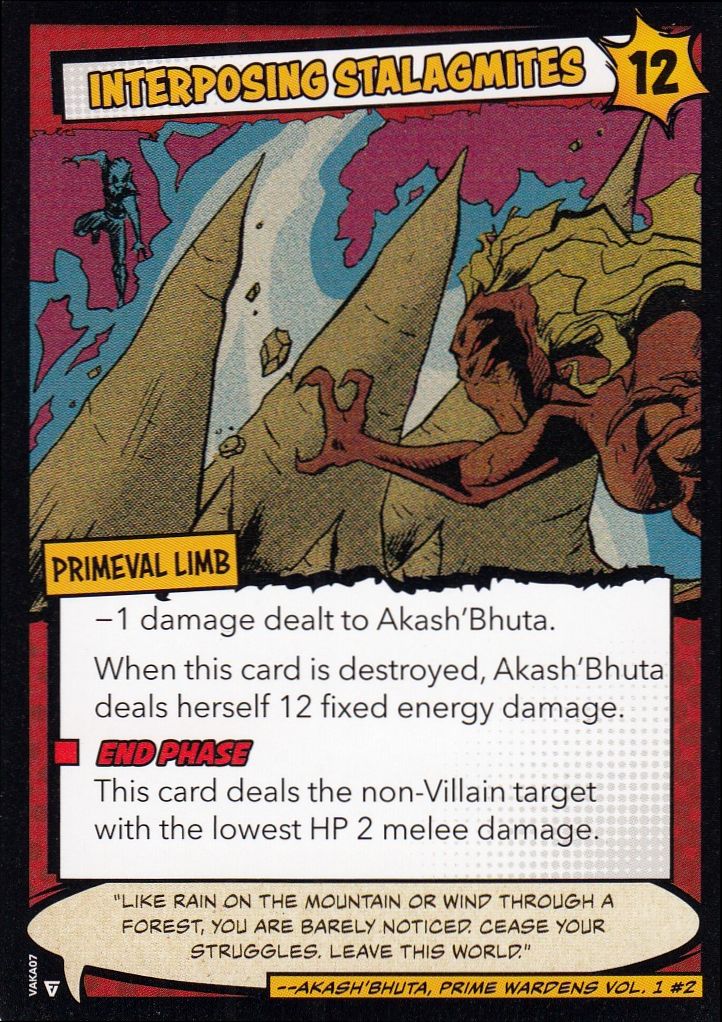 INTERPOSING STALAGMITES
12
PRIMEVAL LIMB
−1 damage dealt to Akash'Bhuta.
When this card is destroyed, Akash'Bhuta
deals herself 12 fixed energy damage.
END PHASE
This card deals the non-Villain target
with the lowest HP 2 melee damage.
"LIKE RAIN ON THE MOUNTAIN OR WIND THROUGH A
FOREST, YOU ARE BARELY NOTICED. CEASE YOUR
STRUGGLES. LEAVE THIS WORLD."
--AKASH'BHUTA, PRIME WARDENS VOL. 1 #2
VAKA07